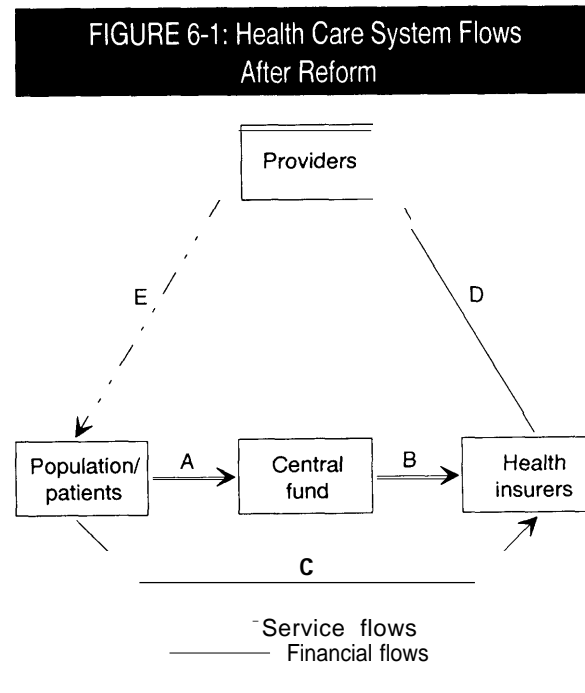 FIGURE 6-1: Health Care System Flows
After Reform
Providers
E
D
Population/
patients
A
Central
fund
B
Health
insurers
C
Service flows
Financial flows